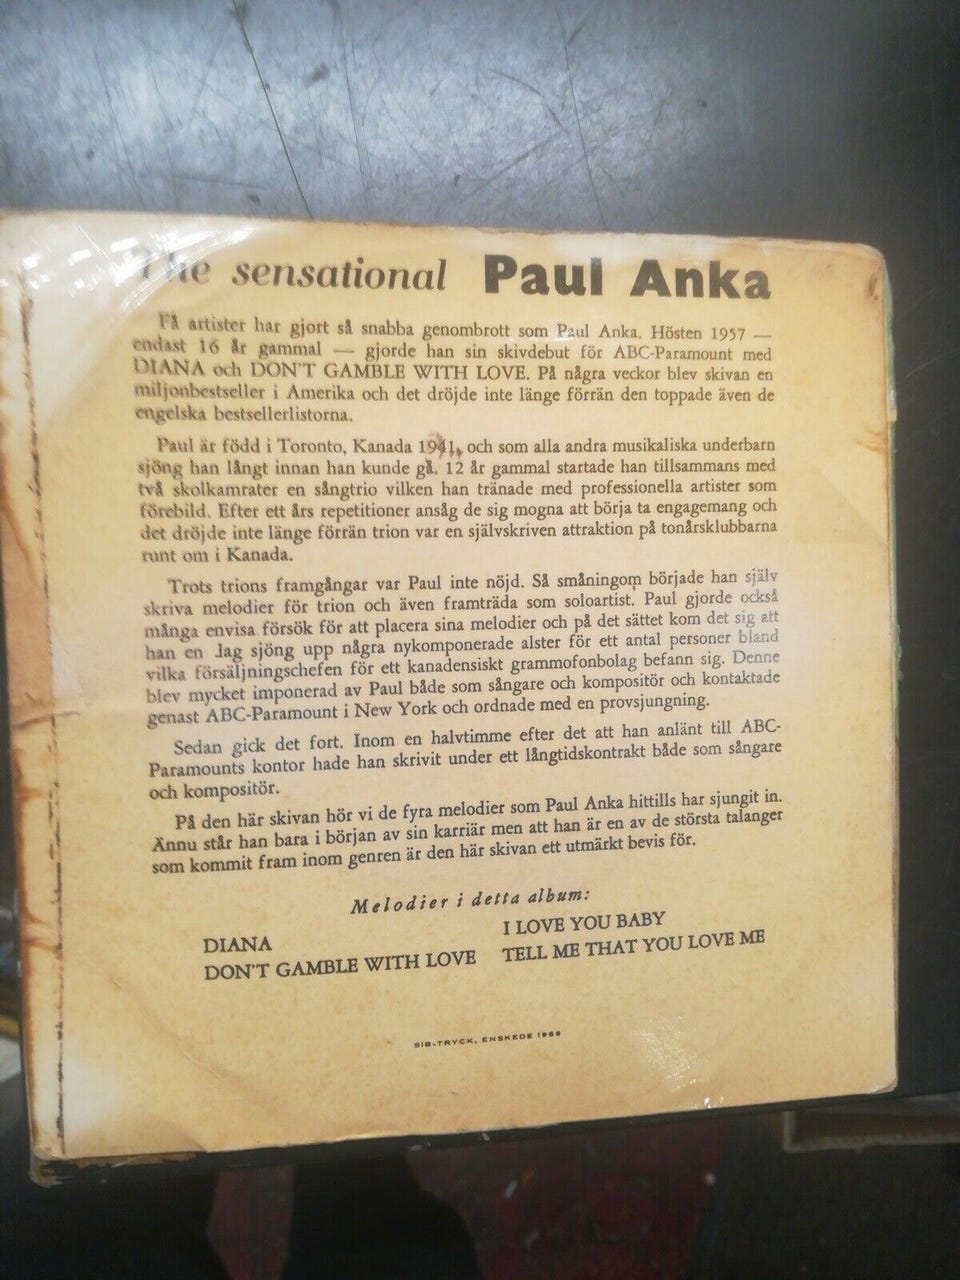 The sensational Paul Anka
Få artister har gjort så snabba genombrott som Paul Anka. Hösten 1957 —
endast 16 år gammal — gjorde han sin skivdebut för ABC-Paramount med
DIANA och DON'T GAMBLE WITH LOVE. På några veckor blev skivan en
miljonbestseller i Amerika och det dröjde inte länge förrän den toppade även de
engelska bestsellerlistorna.
Paul är född i Toronto, Kanada 1941, och som alla andra musikaliska underbarn
sjöng han långt innan han kunde gå. 12 år gammal startade han tillsammans med
två skolkamrater en sångtrio vilken han tränade med professionella artister som
förebild. Efter ett års repetitioner ansåg de sig mogna att börja ta engagemang och
det dröjde inte länge förrän trion var en självskriven attraktion på tonårsklubbarna
runt om i Kanada.
Trots trions framgångar var Paul inte nöjd. Så småningom började han själv
skriva melodier för trion och även framträda som soloartist. Paul gjorde också
många envisa försök för att placera sina melodier och på det sättet kom det sig att
han en dag sjöng upp några nykomponerade alster för ett antal personer bland
vilka försäljningschefen för ett kanadensiskt grammofonbolag befann sig. Denne
blev mycket imponerad av Paul både som sångare och kompositör och kontaktade
genast ABC-Paramount i New York och ordnade med en provsjungning.
Sedan gick det fort. Inom en halvtimme efter det att han anlänt till ABC-
Paramounts kontor hade han skrivit under ett långtidskontrakt både som sångare
och kompositör.
På den här skivan hör vi de fyra melodier som Paul Anka hittills har sjungit in.
Ännu står han bara i början av sin karriär men att han är en av de största talanger
som kommit fram inom genren är den här skivan ett utmärkt bevis för.
Melodier i detta album:
DIANA
DON'T GAMBLE WITH LOVE
I LOVE YOU BABY
TELL ME THAT YOU LOVE ME
SIB-TRYCK, ENSKEDE 1958